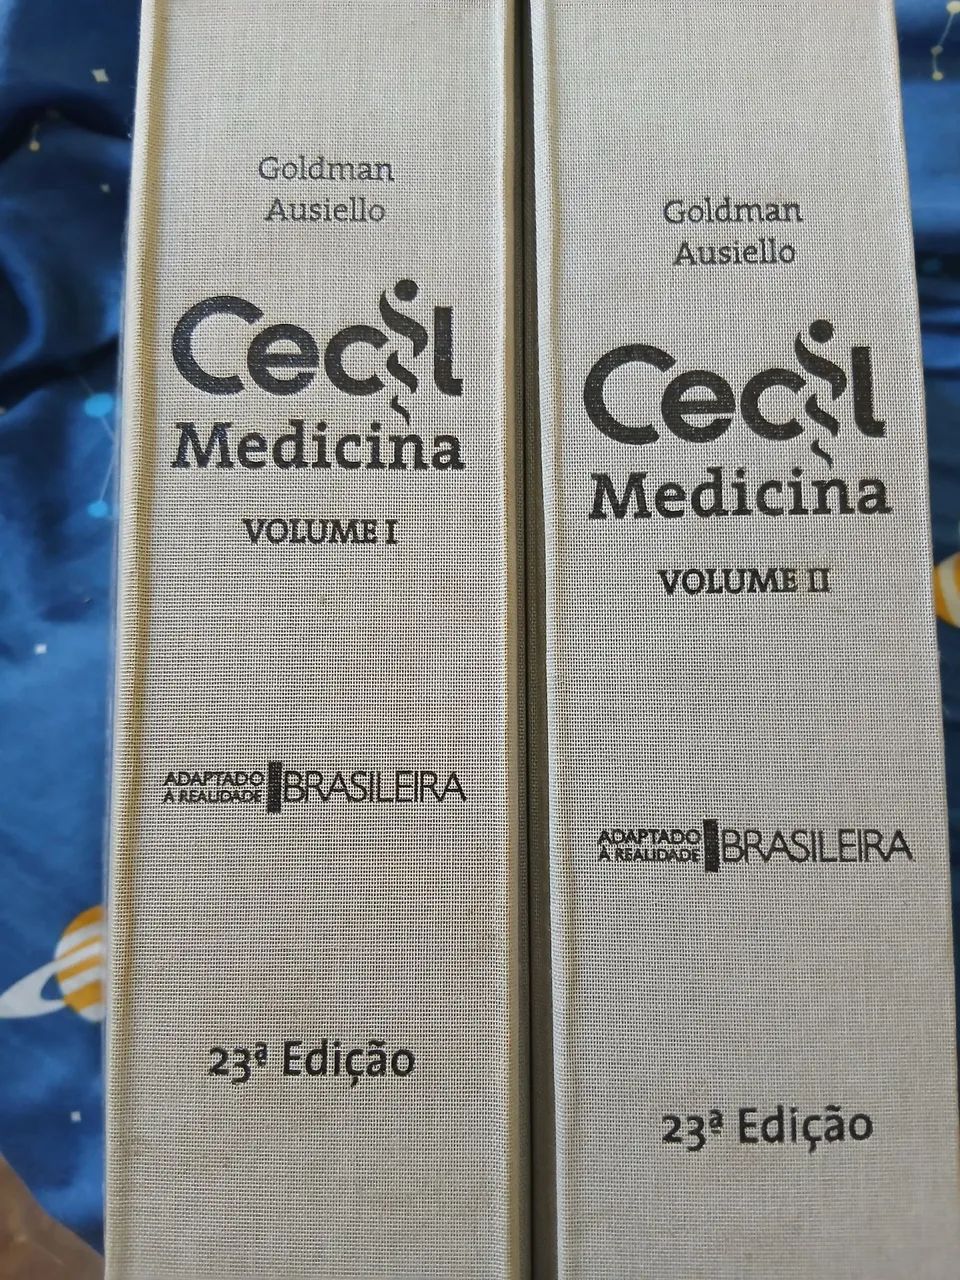 Goldman
Ausiello
Cecil
Medicina
VOLUME I
ADAPTADO
À REALIDADE
BRASILEIRA
23ª Edição
Goldman
Ausiello
Cecil
Medicina
VOLUME II
ADAPTADO
À REALIDADE
BRASILEIRA
23ª Edição